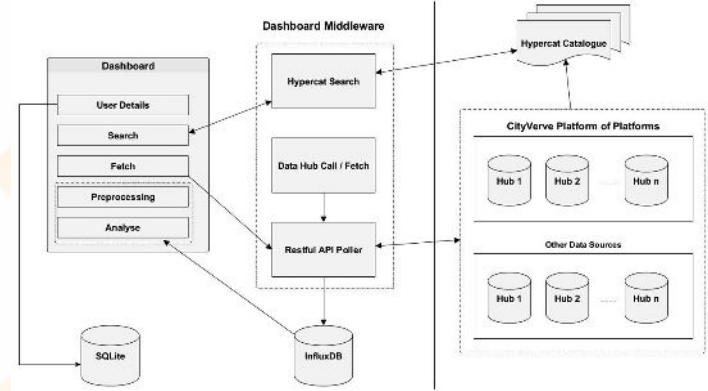 Dashboard Middleware
Hypercat Catalogue
Dashboard
Hypercat Search
User Details
Search
CityVerve Platform of Platforms
Fetch
Data Hub Call / Fetch
Hub 1
Hub 2
Hub n
Preprocessing
Analyse
Restful API Poller
Other Data Sources
Hub 1
Hub 2
Hub n
SQLite
InfluxDB